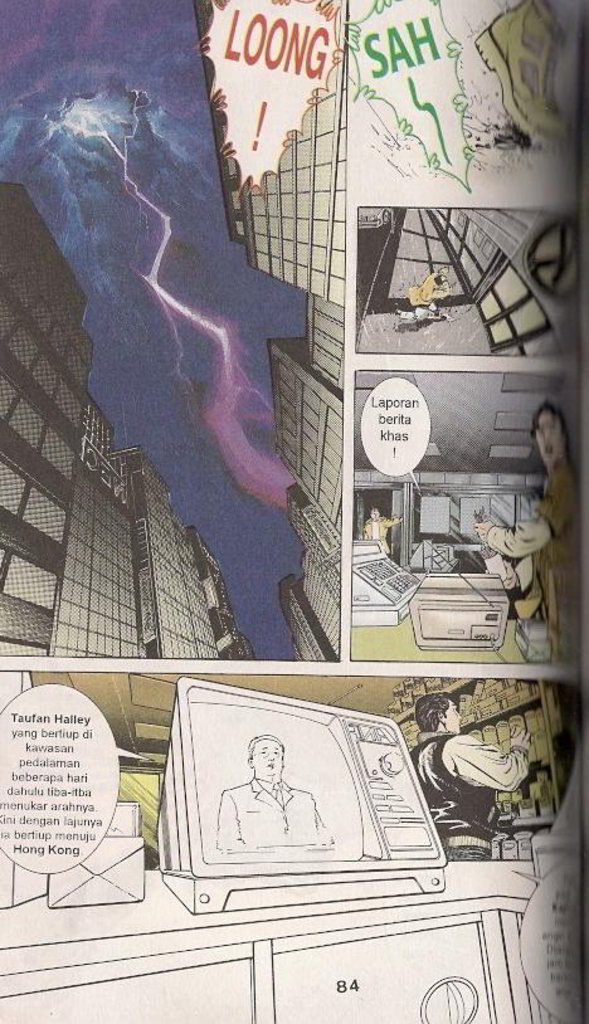 LOONG
!
SAH
Laporan
berita
khas
!
Taufan Halley
yang bertiup di
kawasan
pedalaman
beberapa hari
dahulu tiba-itba
menukar arahnya.
Kini dengan lajunya
ia bertiup menuju
Hong Kong.
84